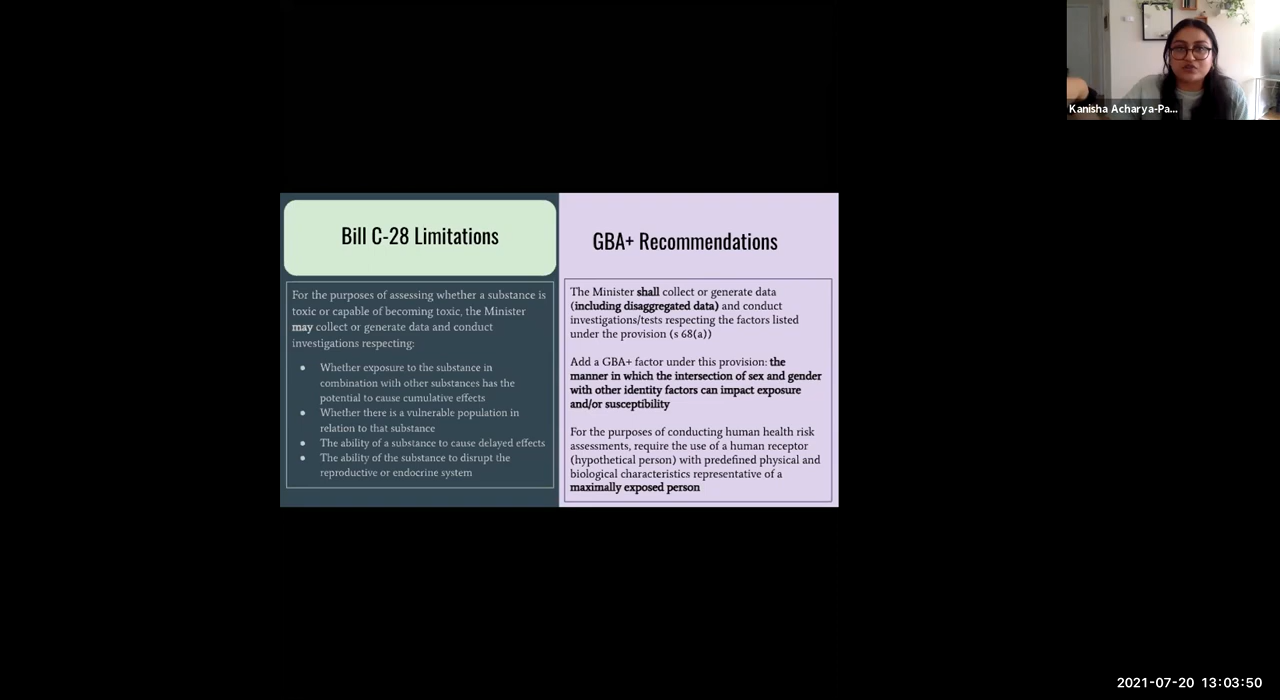 Kanisha Acharya-Pa...
Bill C-28 Limitations
For the purposes of assessing whether a substance is
toxic or capable of becoming toxic, the Minister
may collect or generate data and conduct
investigations respecting:
● Whether exposure to the substance in
combination with other substances has the
potential to cause cumulative effects
● Whether there is a vulnerable population in
relation to that substance
● The ability of a substance to cause delayed effects
● The ability of the substance to disrupt the
reproductive or endocrine system
GBA+ Recommendations
The Minister shall collect or generate data
(including disaggregated data) and conduct
investigations/tests respecting the factors listed
under the provision (s 68(a))
Add a GBA+ factor under this provision: the
manner in which the intersection of sex and gender
with other identity factors can impact exposure
and/or susceptibility
For the purposes of conducting human health risk
assessments, require the use of a human receptor
(hypothetical person) with predefined physical and
biological characteristics representative of a
maximally exposed person
2021-07-20 13:03:50